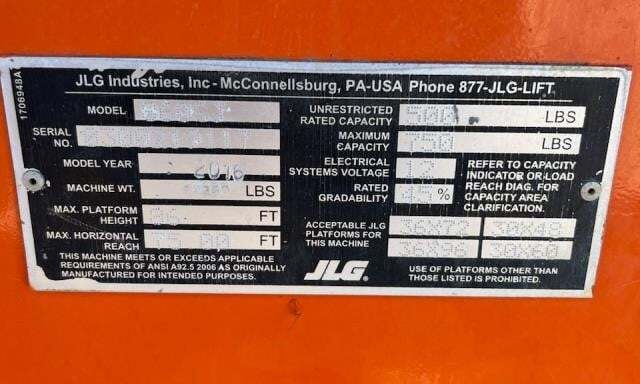 JLG Industries, Inc - McConnellsburg, PA-USA Phone 877-JLG-LIFT
1706948A
MODEL
SERIAL
NO.
MODEL YEAR
MACHINE WT. LBS
MAX. PLATFORM
HEIGHT 86 FT
MAX. HORIZONTAL
REACH FT
THIS MACHINE MEETS OR EXCEEDS APPLICABLE
REQUIREMENTS OF ANSI A92.5 2006 AS ORIGINALLY
MANUFACTURED FOR INTENDED PURPOSES.
UNRESTRICTED
RATED CAPACITY 500 LBS
MAXIMUM
CAPACITY 750 LBS
ELECTRICAL
SYSTEMS VOLTAGE 12
RATED
GRADABILITY 45 %
REFER TO CAPACITY
INDICATOR OR LOAD
REACH DIAG. FOR
CAPACITY AREA
CLARIFICATION.
ACCEPTABLE JLG
PLATFORMS FOR
THIS MACHINE
36X72 30X48
JLG
USE OF PLATFORMS OTHER THAN
THOSE LISTED IS PROHIBITED.